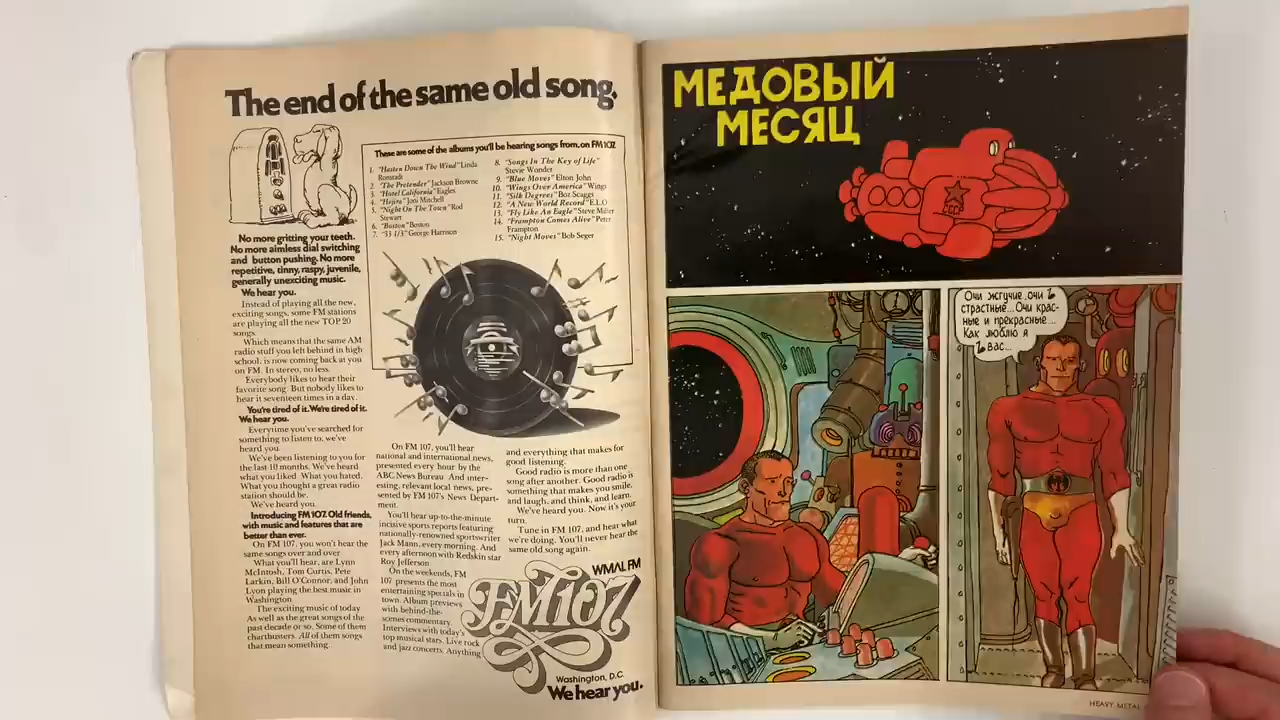 The end of the same old song.
These are some of the albums you'll be hearing songs from, on FM 107.
1. "Hasten Down The Wind" Linda
Ronstadt
2. "The Pretender" Jackson Browne
3. "Hotel California" Eagles
4. "Hejira" Joni Mitchell
5. "Night On The Town" Rod
Stewart
6. "Boston" Boston
7. "33 1/3" George Harrison
8. "Songs In The Key of Life"
Stevie Wonder
9. "Blue Moves" Elton John
10. "Wings Over America" Wings
11. "Silk Degrees" Boz Scaggs
12. "A New World Record" E.L.O
13. "Fly Like An Eagle" Steve Miller
14. "Frampton Comes Alive" Peter
Frampton
15. "Night Moves" Bob Seger
No more gritting your teeth.
No more aimless dial switching
and button pushing. No more
repetitive, tinny, raspy, juvenile,
generally unexciting music.
We hear you.
Instead of playing all the new,
exciting songs, some FM stations
are playing all the new TOP 20
songs.
Which means that the same AM
radio stuff you left behind in high
school, is now coming back at you
on FM. In stereo, no less.
Everybody likes to hear their
favorite song. But nobody likes to
hear it seventeen times in a day.
You're tired of it. We're tired of it.
We hear you.
Everytime you've searched for
something to listen to, we've
heard you.
We've been listening to you for
the last 10 months. We've heard
what you liked. What you hated.
What you thought a great radio
station should be.
We've heard you.
Introducing FM 107. Old friends,
with music and features that are
better than ever.
On FM 107, you won't hear the
same songs over and over
What you'll hear, are Lynn
McIntosh, Tom Curtis, Pete
Larkin, Bill O'Connor, and John
Lyon playing the best music in
Washington.
The exciting music of today
As well as the great songs of the
past decade or so. Some of them
chartbusters. All of them songs
that mean something.
On FM 107, you'll hear
national and international news,
presented every hour by the
ABC News Bureau. And inter-
esting, relevant local news, pre-
sented by FM 107's News Depart-
ment.
You'll hear up-to-the-minute
incisive sports reports featuring
nationally-renowned sportswriter
Jack Mann, every morning. And
every afternoon with Redskin star
Roy Jefferson
On the weekends, FM
107 presents the most
entertaining specials in
town. Album previews
with behind-the-
scenes commentary.
Interviews with today's
top musical stars. Live rock
and jazz concerts. Anything
and everything that makes for
good listening.
Good radio is more than one
song after another. Good radio is
something that makes you smile,
and laugh, and think, and learn.
We've heard you. Now it's your
turn.
Tune in FM 107, and hear what
we're doing. You'll never hear the
same old song again.
WMAL FM
FM 107
Washington, D.C.
We hear you.
МЕДОВЫЙ
МЕСЯЦ
СССР
Очи жгучие, очи
страстные... Очи крас-
ные и прекрасные...
Как люблю я
вас...
HEAVY METAL